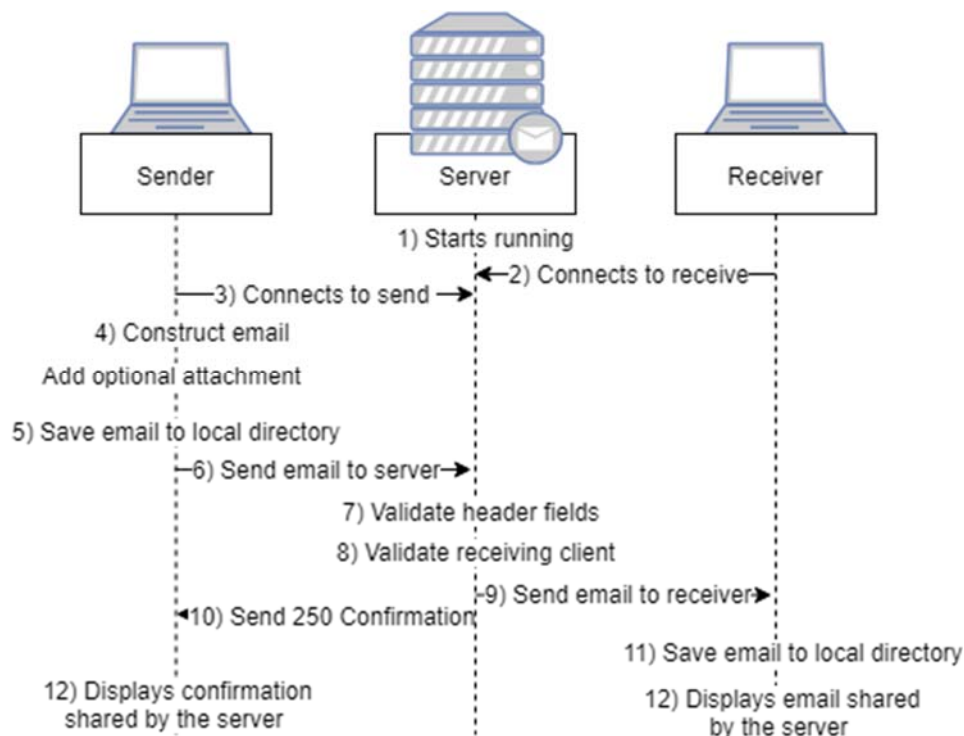 Sender
Server
Receiver
1) Starts running
2) Connects to receive
3) Connects to send
4) Construct email
Add optional attachment
5) Save email to local directory
6) Send email to server
7) Validate header fields
8) Validate receiving client
9) Send email to receiver
10) Send 250 Confirmation
11) Save email to local directory
12) Displays confirmation
shared by the server
12) Displays email shared
by the server